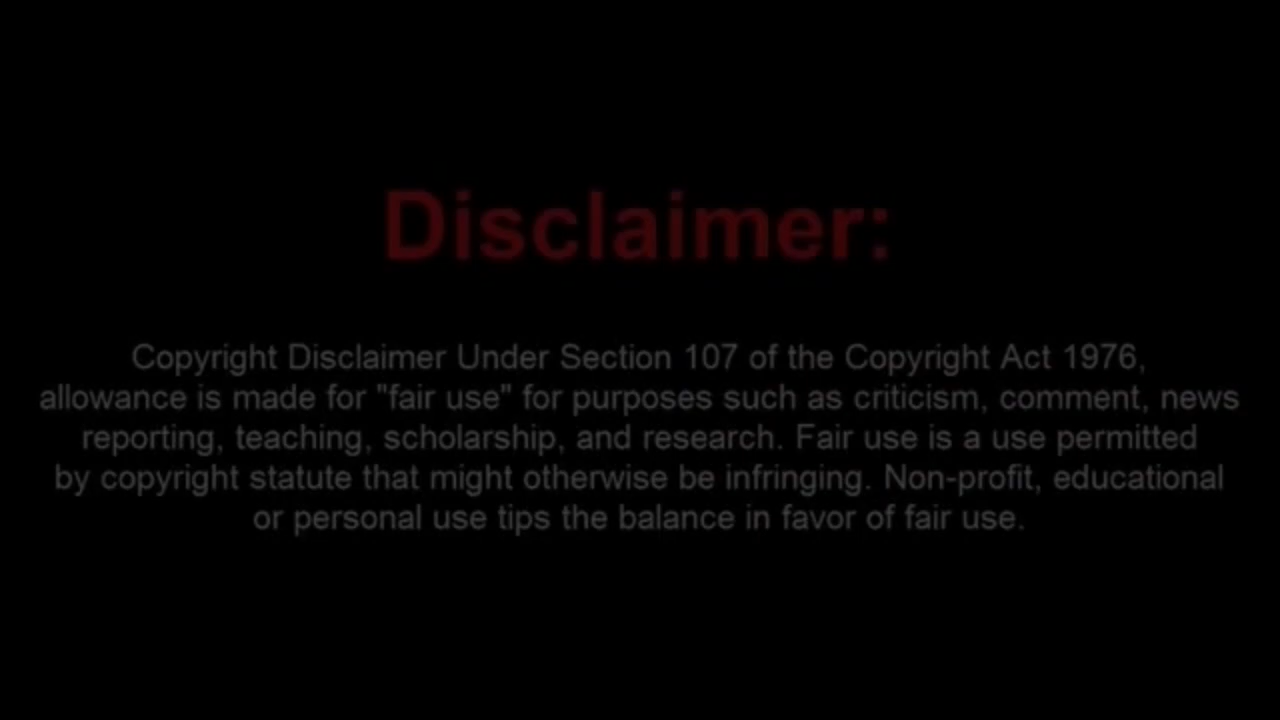 Disclaimer:
Copyright Disclaimer Under Section 107 of the Copyright Act 1976,
allowance is made for "fair use" for purposes such as criticism, comment, news
reporting, teaching, scholarship, and research. Fair use is a use permitted
by copyright statute that might otherwise be infringing. Non-profit, educational
or personal use tips the balance in favor of fair use.